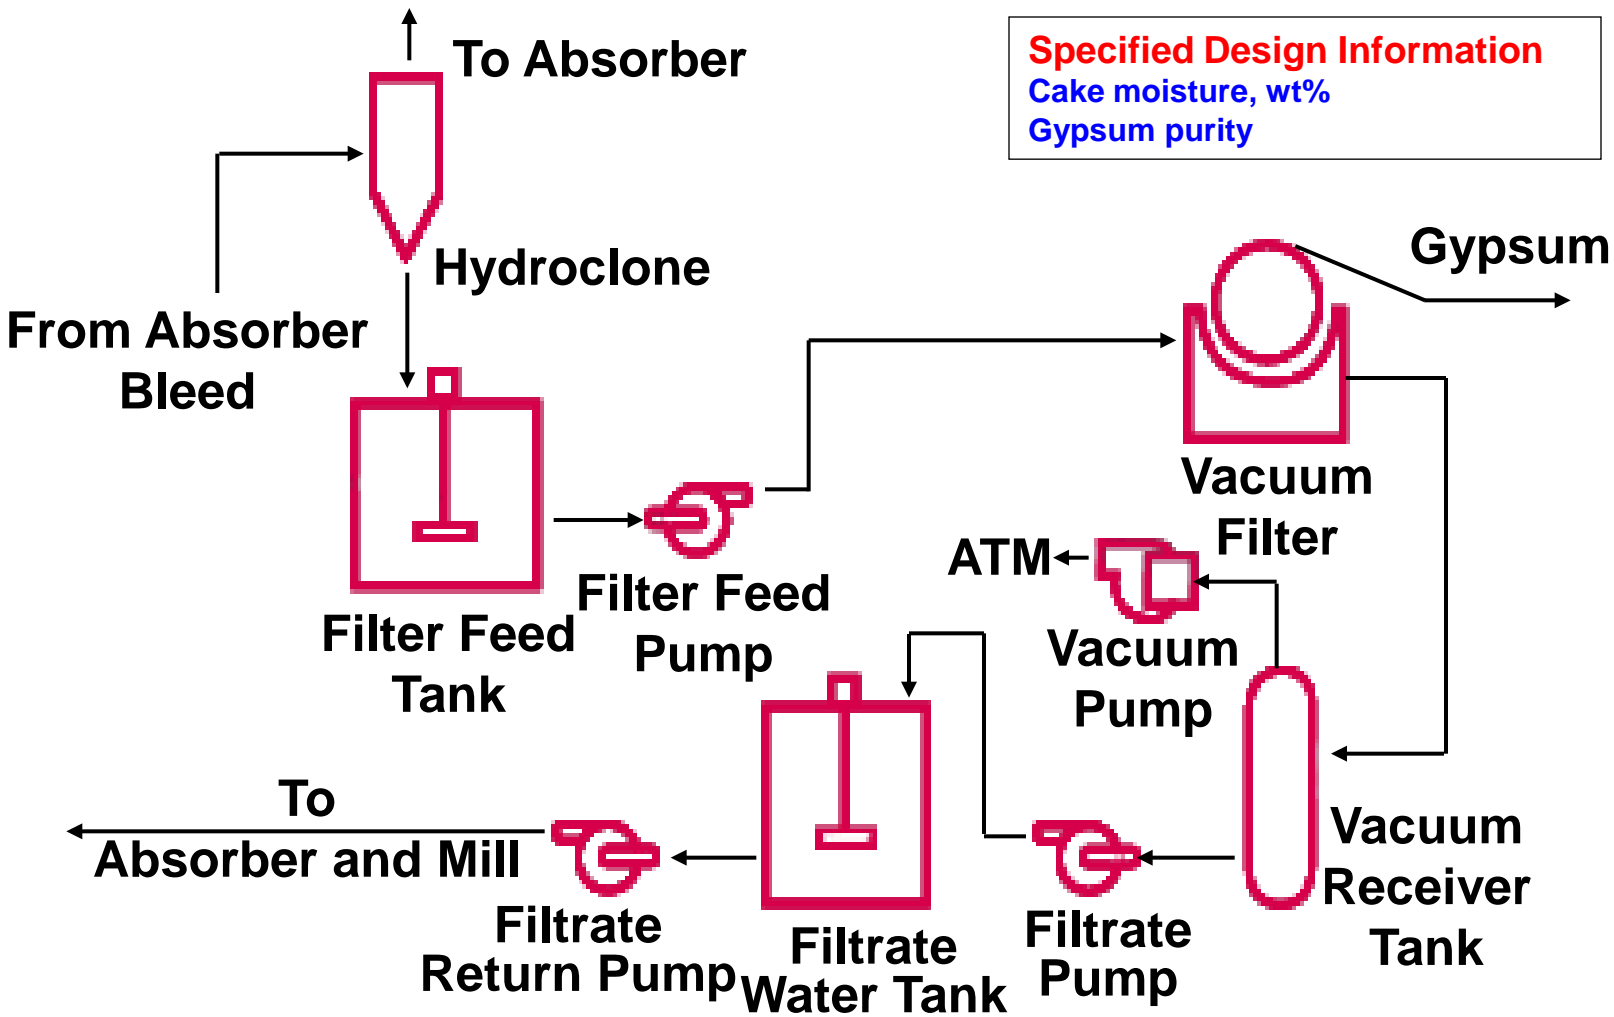 To Absorber
Specified Design Information
Cake moisture, wt%
Gypsum purity
Hydroclone
Gypsum
From Absorber
Bleed
Vacuum
Filter
ATM
Filter Feed
Pump
Filter Feed
Tank
Vacuum
Pump
To
Absorber and Mill
Vacuum
Receiver
Tank
Filtrate
Return Pump
Filtrate
Water Tank
Filtrate
Pump